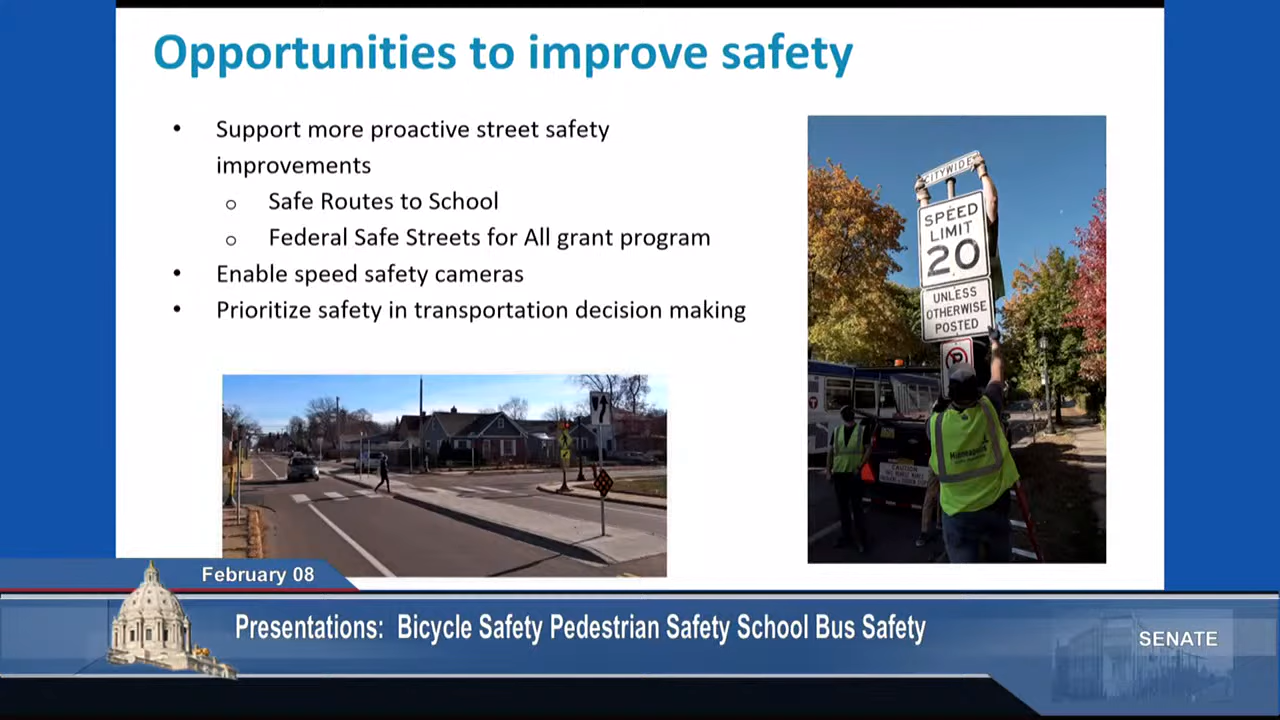 Opportunities to improve safety
• Support more proactive street safety
improvements
o Safe Routes to School
o Federal Safe Streets for All grant program
• Enable speed safety cameras
• Prioritize safety in transportation decision making
CITYWIDE
SPEED
LIMIT
20
UNLESS
OTHERWISE
POSTED
P
Minneapolis
CAUTION
February 08
Presentations: Bicycle Safety Pedestrian Safety School Bus Safety
SENATE